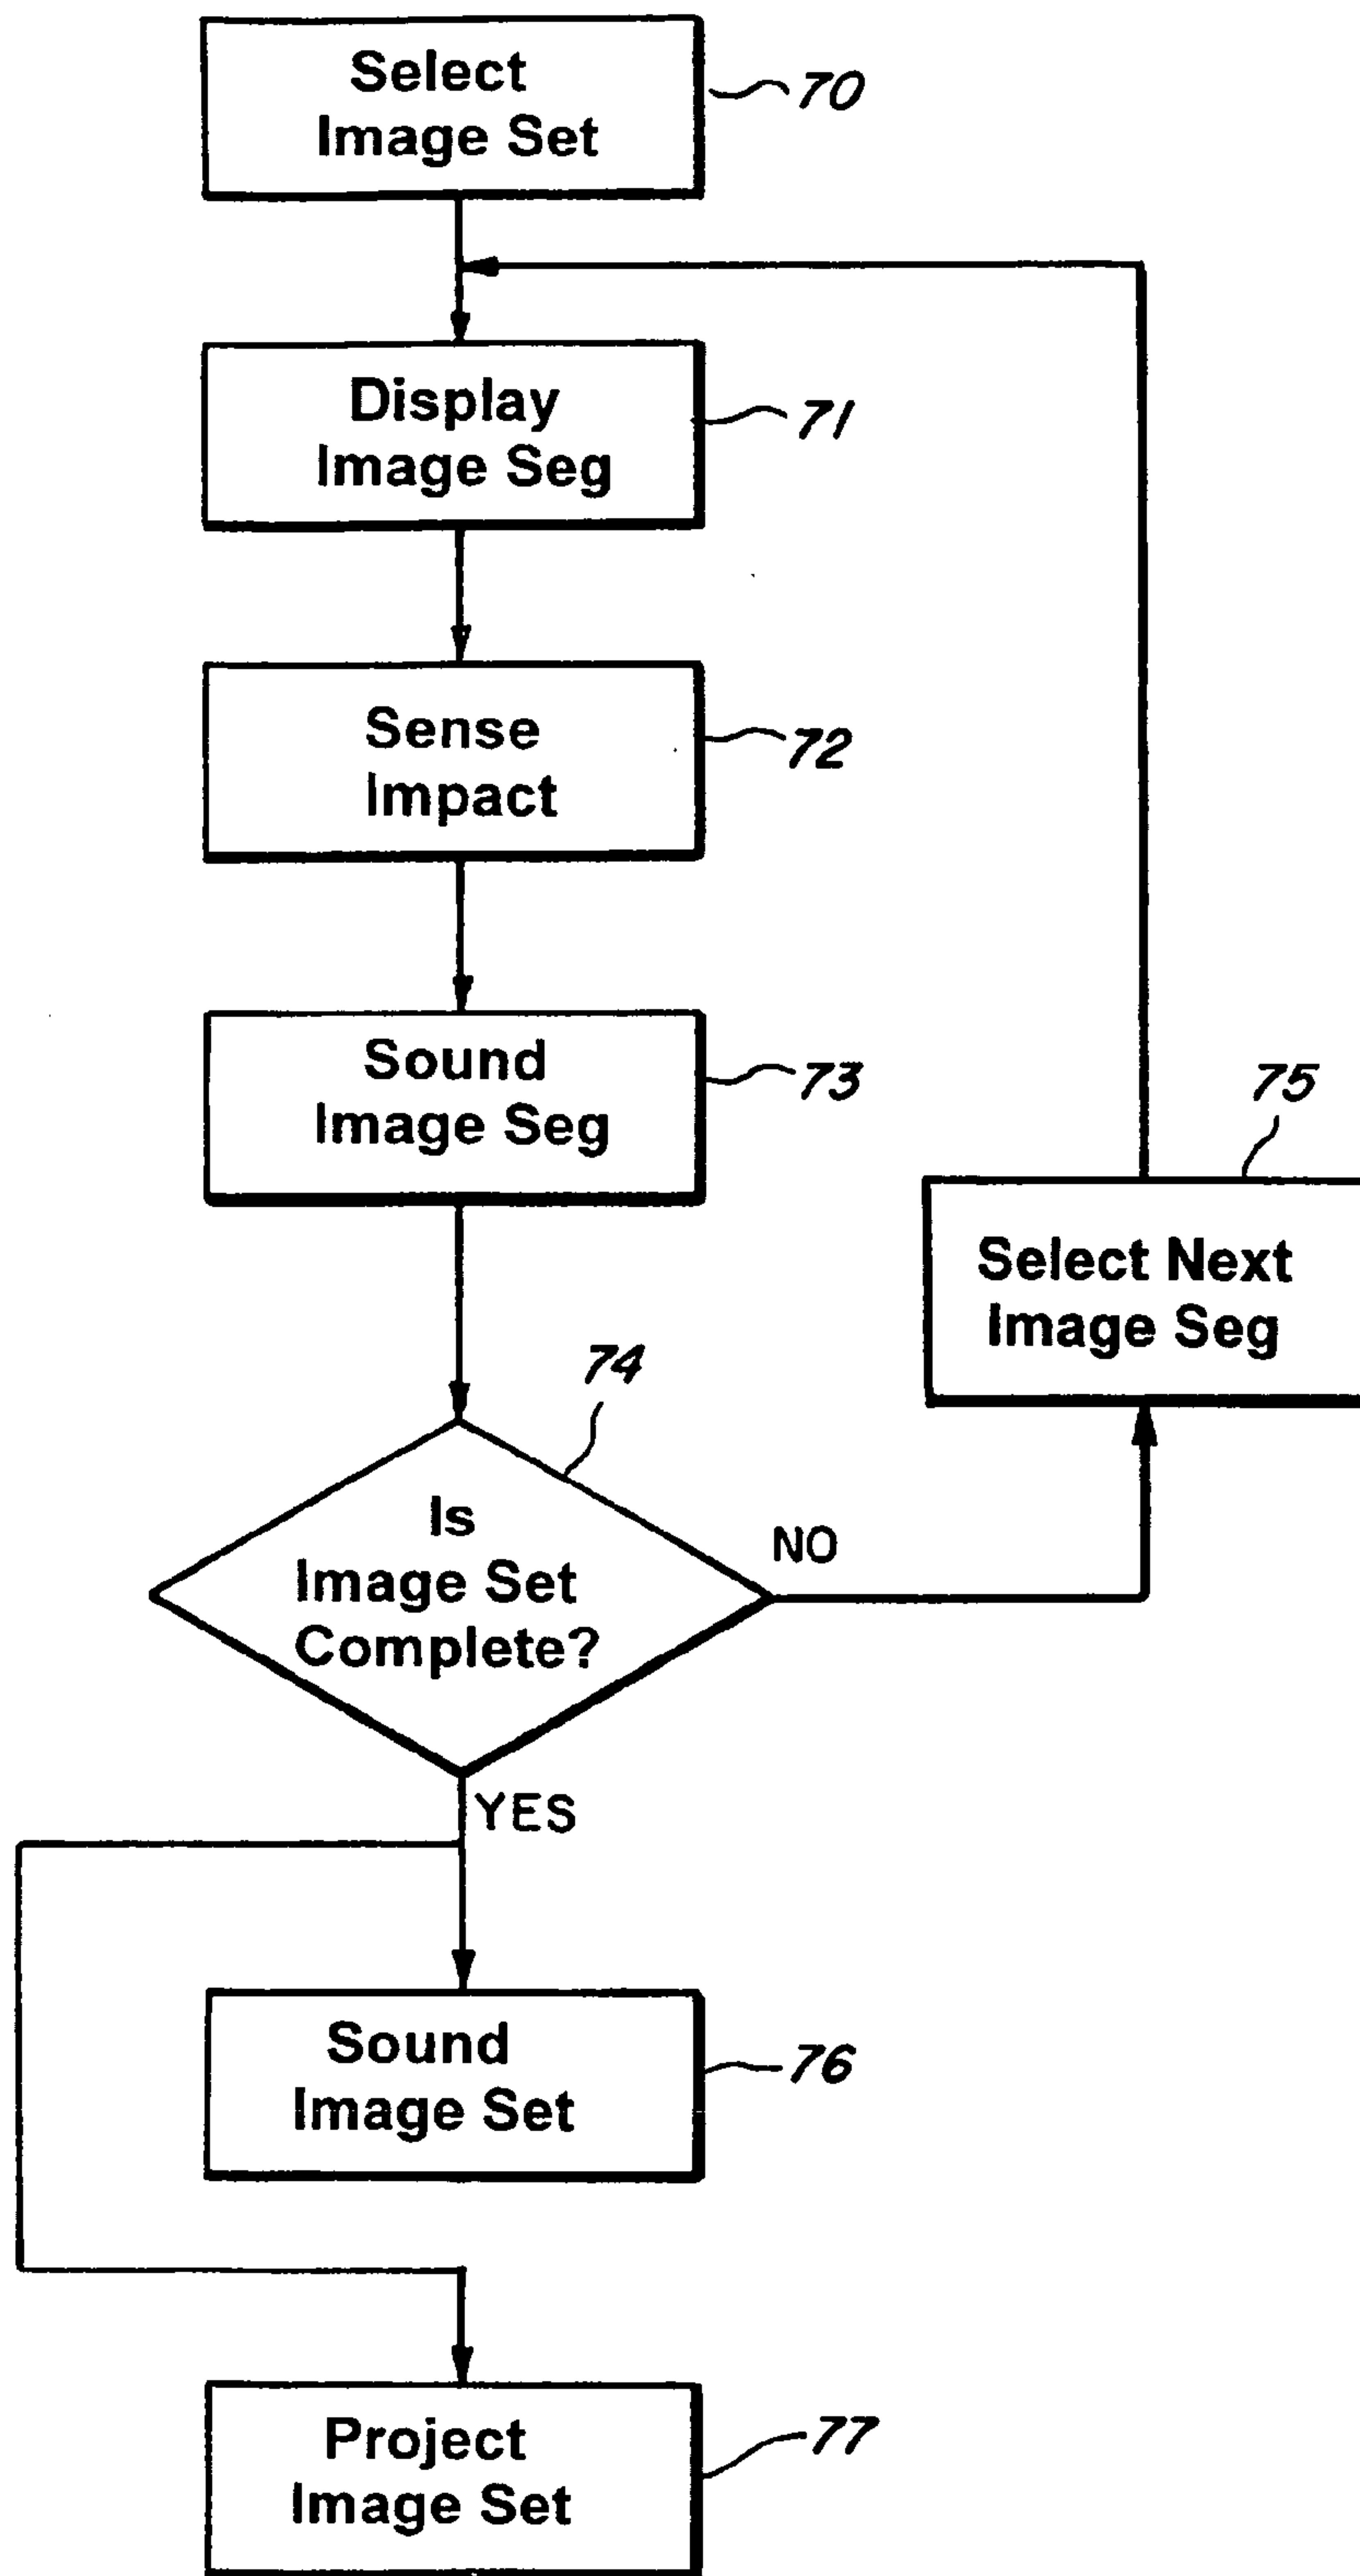 Select
Image Set
70
Display
Image Seg
71
Sense
Impact
72
Sound
Image Seg
73
75
Select Next
Image Seg
74
Is
Image Set
Complete?
NO
YES
Sound
Image Set
76
Project
Image Set
77